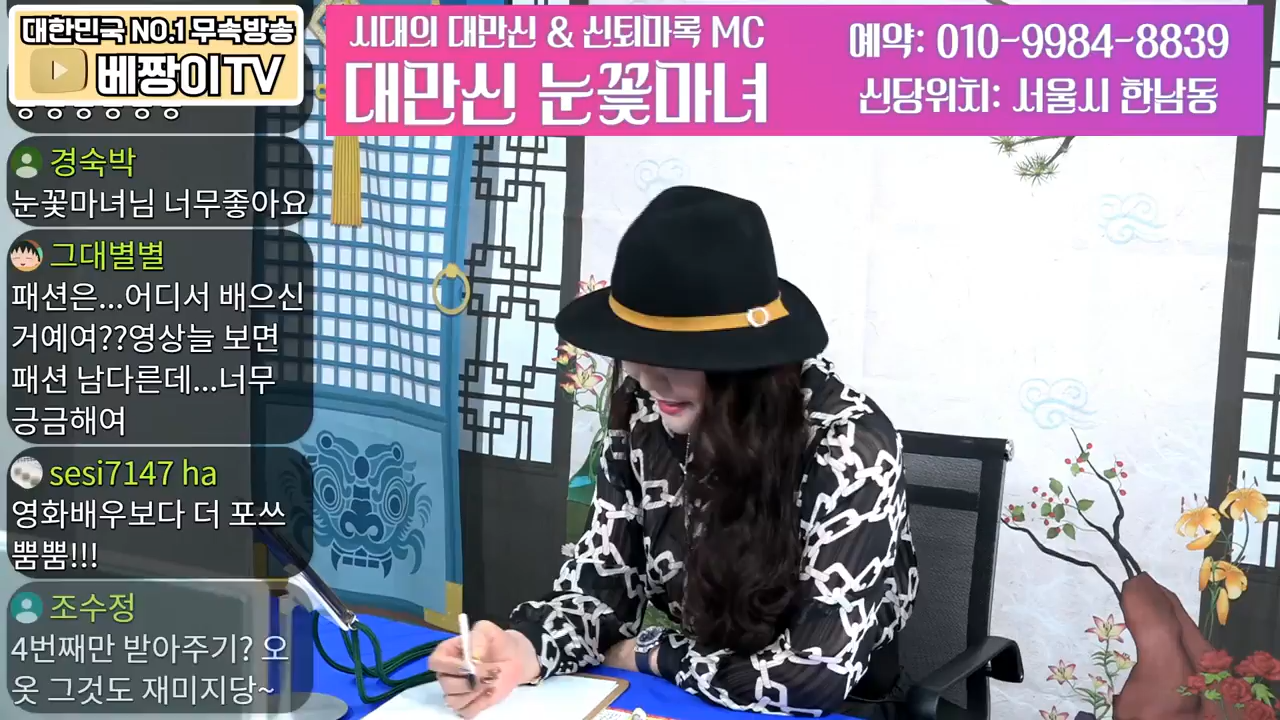 대한민국 NO.1 무속방송
베짱이TV
시대의 대만신 & 신퇴마록 MC
대만신 눈꽃마녀
예약: 010-9984-8839
신당위치: 서울시 한남동
ㅇㅇㅇㅇㅇㅇ
경숙박
눈꽃마녀님 너무좋아요
그대별별
패션은...어디서 배으신
거예여??영상늘 보면
패션 남다른데...너무
긍금해여
sesi7147 ha
영화배우보다 더 포쓰
뿜뿜!!!
조수정
4번째만 받아주기? 오
옷 그것도 재미지당~